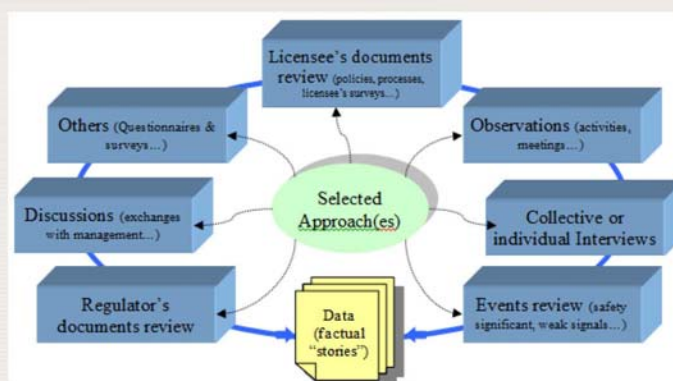 Licensee's documents
review (policies, processes,
licensee's surveys...)
Others (Questionnaires &
surveys...)
Observations (activities,
meetings...)
Selected
Approach(es)
Discussions (exchanges
with management...)
Collective or
individual Interviews
Regulator's
documents review
Data
(factual
“stories”)
Events review (safety
significant, weak signals...)